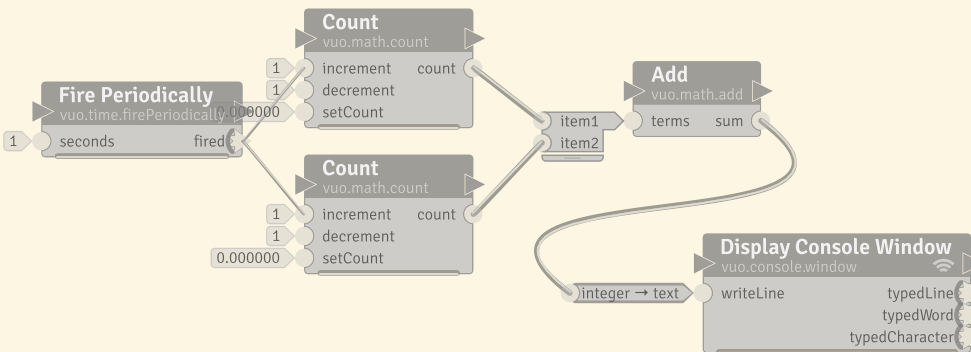 Count
vuo.math.count
1 increment count
1 decrement
0.000000 setCount
Fire Periodically
vuo.time.firePeriodically
1 seconds fired
Count
vuo.math.count
1 increment count
1 decrement
0.000000 setCount
item1
item2
Add
vuo.math.add
terms sum
integer → text
Display Console Window
vuo.console.window
writeLine typedLine
typedWord
typedCharacter